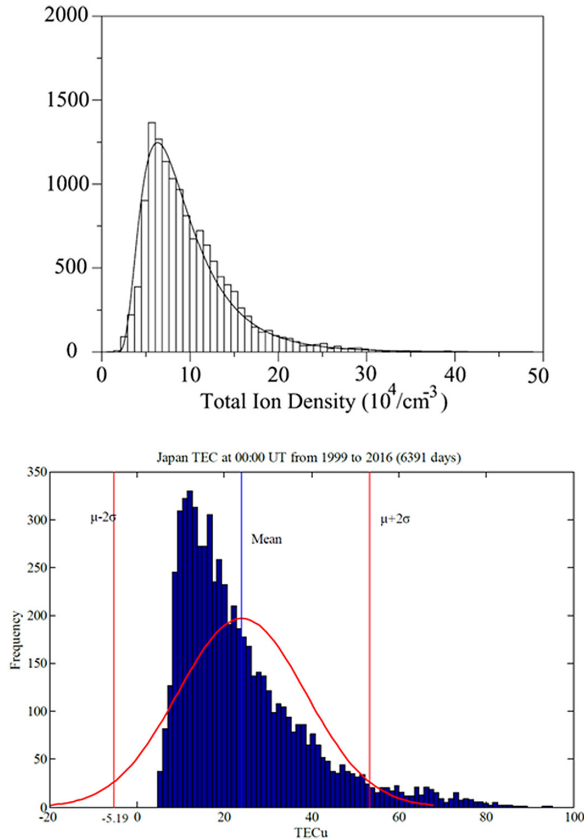 2000
1500
1000
500
0
0 10 20 30 40 50
Total Ion Density (10⁴/cm⁻³)
Japan TEC at 00:00 UT from 1999 to 2016 (6391 days)
350
300
250
200
150
100
50
0
Frequency
μ-2σ
Mean
μ+2σ
-20 -5.19 0 20 40 60 80 100
TECu